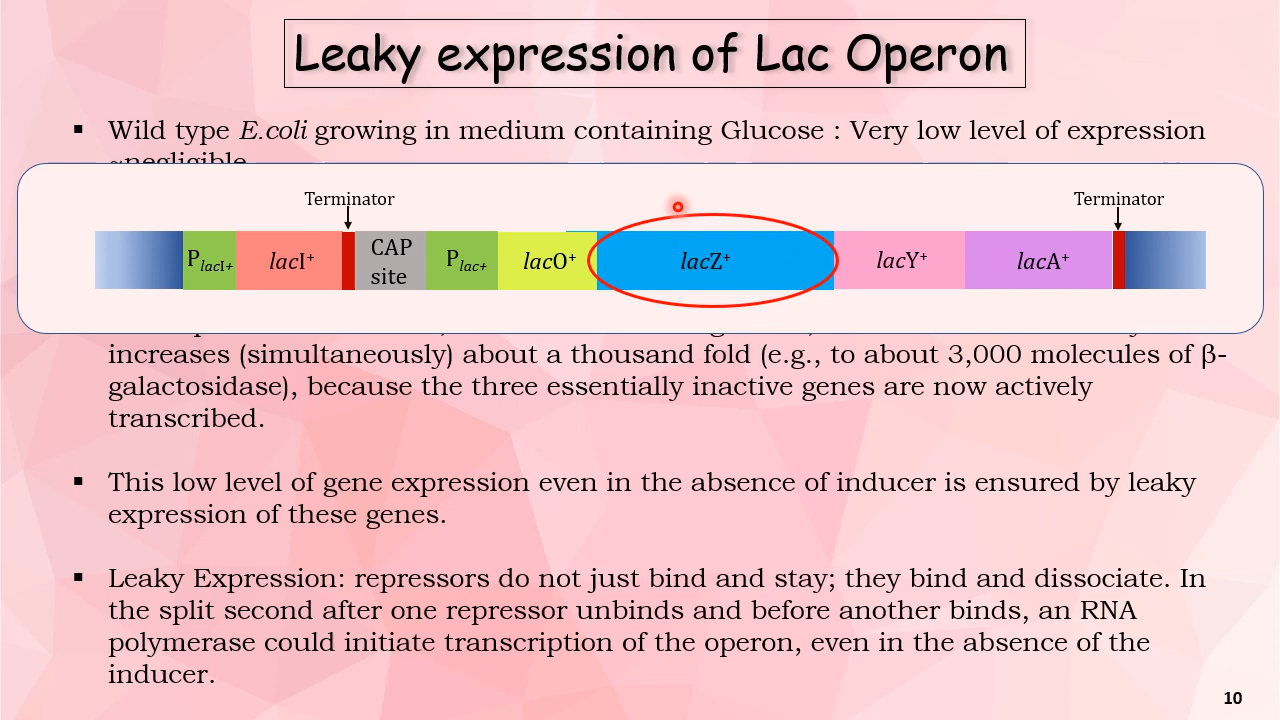 Leaky expression of Lac Operon
▪ Wild type E.coli growing in medium containing Glucose : Very low level of expression
~negligible
Terminator Terminator
PlacI+ lacI+ CAP site Plac+ lacO+ lacZ+ lacY+ lacA+
increases (simultaneously) about a thousand fold (e.g., to about 3,000 molecules of β-
galactosidase), because the three essentially inactive genes are now actively
transcribed.
▪ This low level of gene expression even in the absence of inducer is ensured by leaky
expression of these genes.
▪ Leaky Expression: repressors do not just bind and stay; they bind and dissociate. In
the split second after one repressor unbinds and before another binds, an RNA
polymerase could initiate transcription of the operon, even in the absence of the
inducer.
10